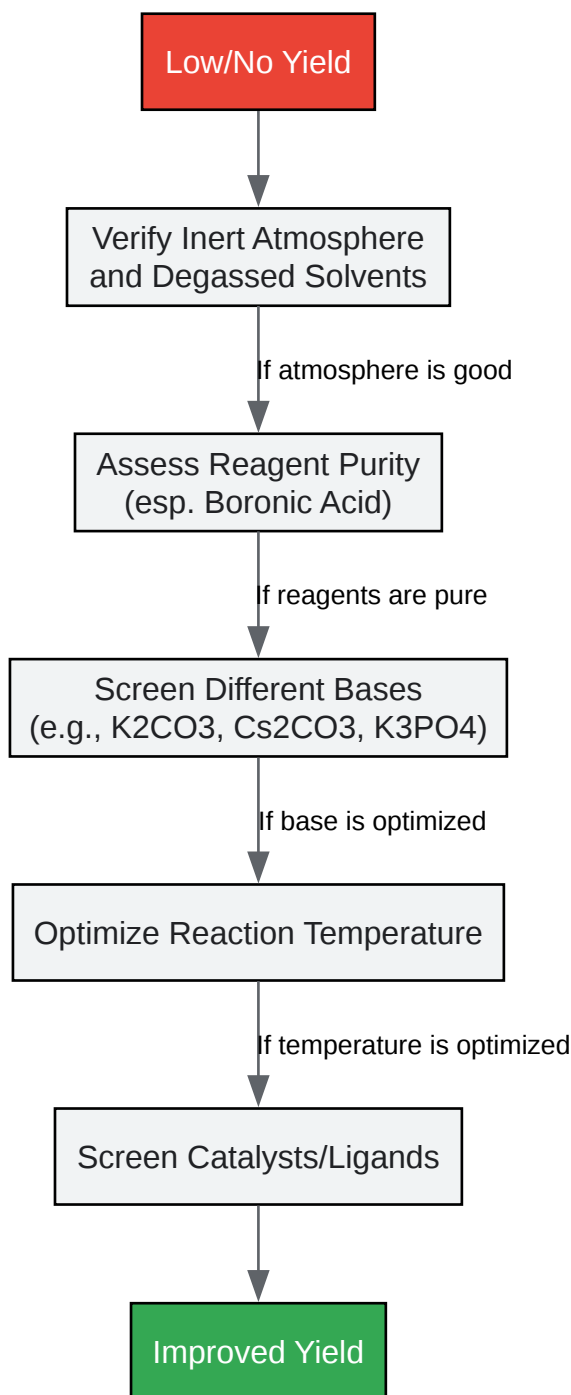 Low/No Yield
Verify Inert Atmosphere
and Degassed Solvents
If atmosphere is good
Assess Reagent Purity
(esp. Boronic Acid)
If reagents are pure
Screen Different Bases
(e.g., K2CO3, Cs2CO3, K3PO4)
If base is optimized
Optimize Reaction Temperature
If temperature is optimized
Screen Catalysts/Ligands
Improved Yield